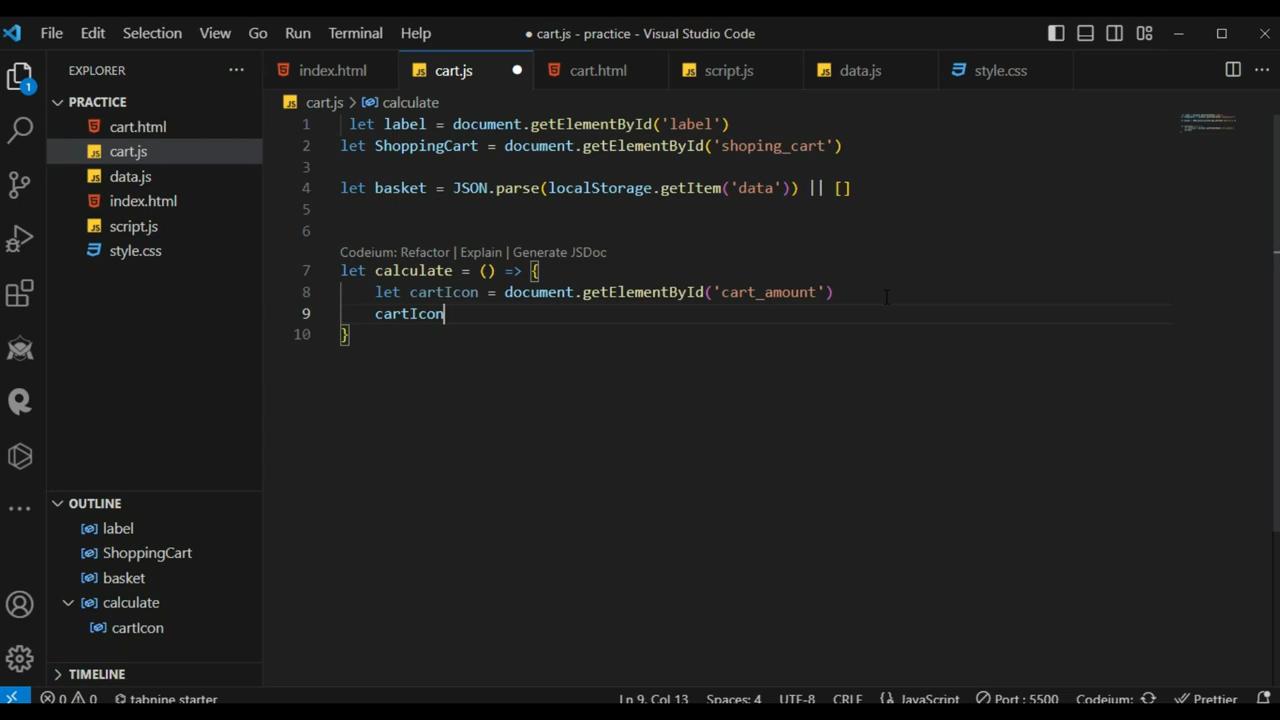 File Edit Selection View Go Run Terminal Help ● cart.js - practice - Visual Studio Code
EXPLORER ···
index.html
cart.js
cart.html
script.js
data.js
style.css
1
PRACTICE
cart.html
cart.js
data.js
index.html
script.js
style.css
cart.js > calculate
1 let label = document.getElementById('label')
2 let ShoppingCart = document.getElementById('shoping_cart')
3
4 let basket = JSON.parse(localStorage.getItem('data')) || []
5
6
Codeium: Refactor | Explain | Generate JSDoc
7 let calculate = () => {
8 let cartIcon = document.getElementById('cart_amount')
9 cartIcon
10 }
OUTLINE
label
ShoppingCart
basket
calculate
cartIcon
TIMELINE
0 0 tabnine starter Ln 9, Col 13 Spaces: 4 UTF-8 CRLF {} JavaScript Port : 5500 Codeium: Prettier